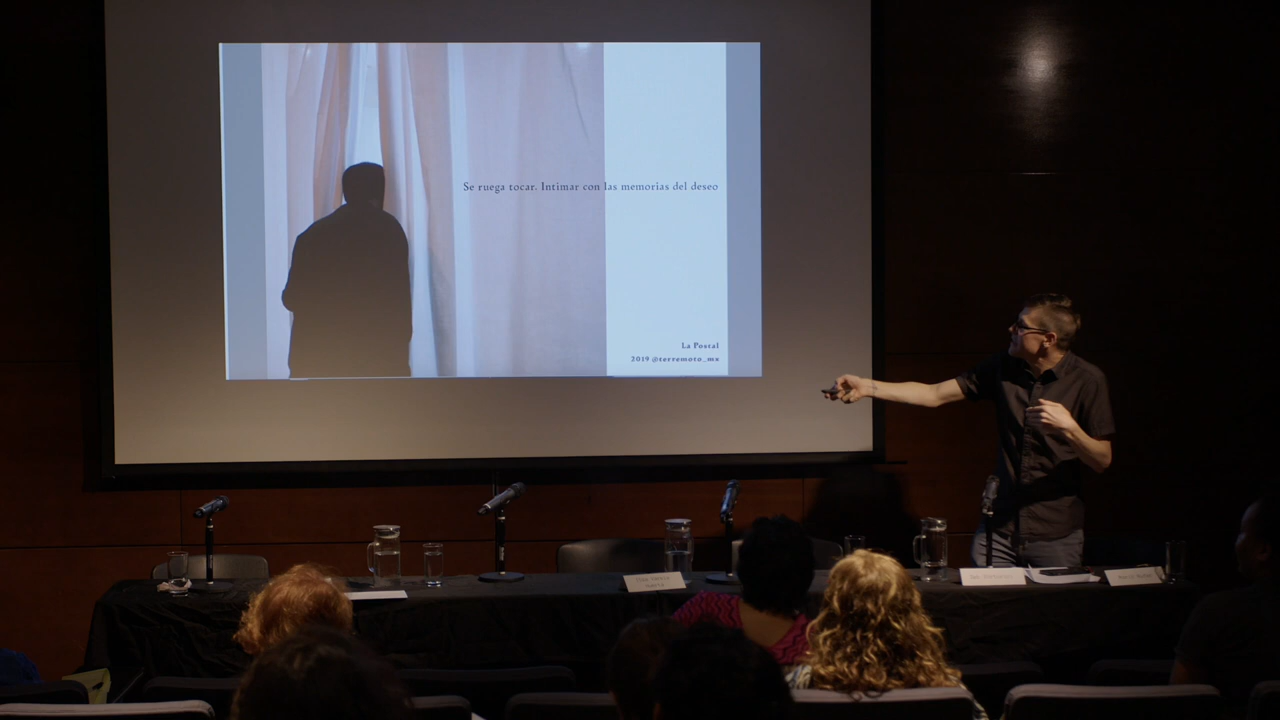 Se ruega tocar. Intimar con las memorias del deseo
La Postal
2019 @terremoto_mx